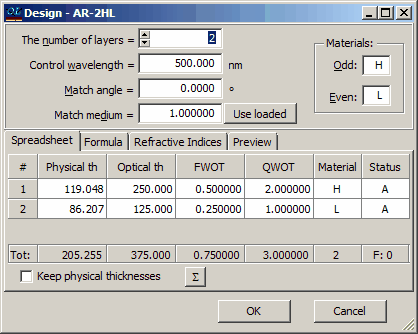 OL Design - AR-2HL
The number of layers = 2
Control wavelength = 500.000 nm
Match angle = 0.0000 °
Match medium = 1.000000 Use loaded
Materials:
Odd: H
Even: L
Spreadsheet Formula Refractive Indices Preview
# Physical th Optical th FWOT QWOT Material Status
1 119.048 250.000 0.500000 2.000000 H A
2 86.207 125.000 0.250000 1.000000 L A
Tot: 205.255 375.000 0.750000 3.000000 2 F: 0
Keep physical thicknesses Σ
OK Cancel